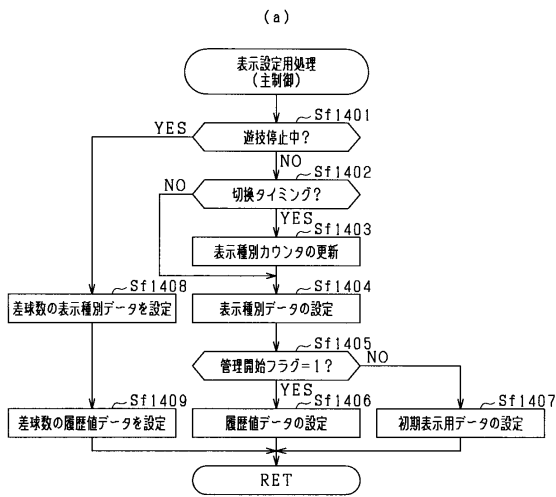 (a)
表示設定用処理
(主制御)
Sf1401
遊技停止中?
YES
NO
Sf1402
切換タイミング?
NO
YES
Sf1403
表示種別カウンタの更新
Sf1408
差球数の表示種別データを設定
Sf1404
表示種別データの設定
Sf1405
管理開始フラグ=1?
NO
YES
Sf1409
差球数の履歴値データを設定
Sf1406
履歴値データの設定
Sf1407
初期表示用データの設定
RET